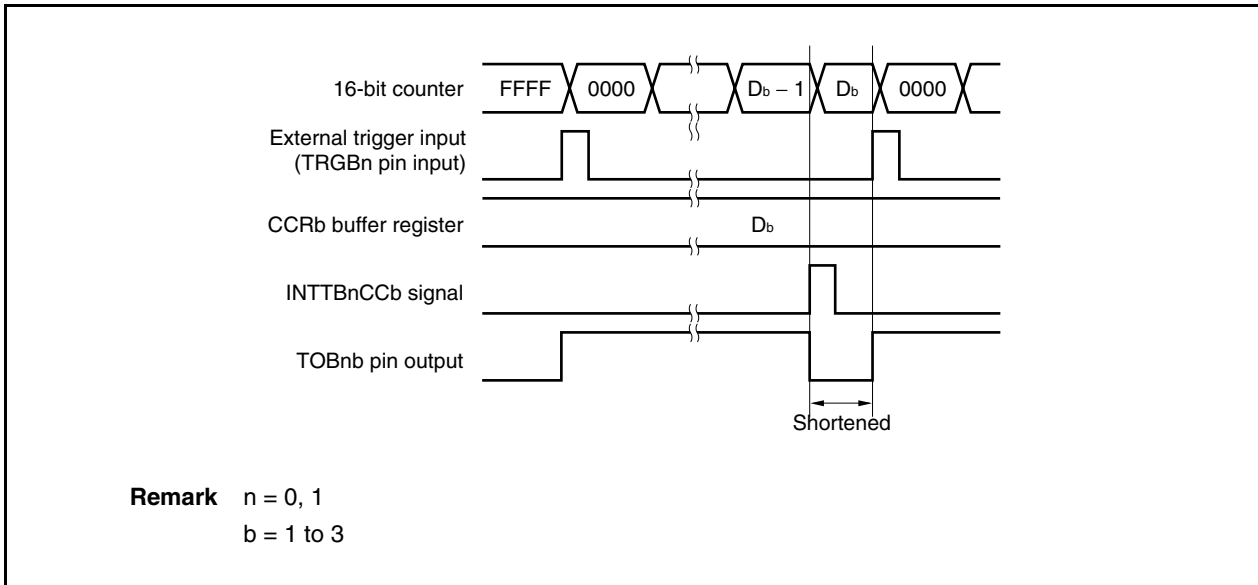 16-bit counter FFFF 0000 Db – 1 Db 0000
External trigger input
(TRGBn pin input)
CCRb buffer register Db
INTTBnCCb signal
TOBnb pin output
Shortened
Remark n = 0, 1
b = 1 to 3